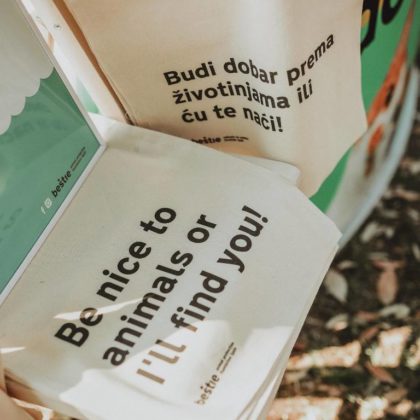 Budi dobar prema
životinjama ili
ću te naći!
beštie
Be nice to
animals or
I'll find you!
beštie
beštie